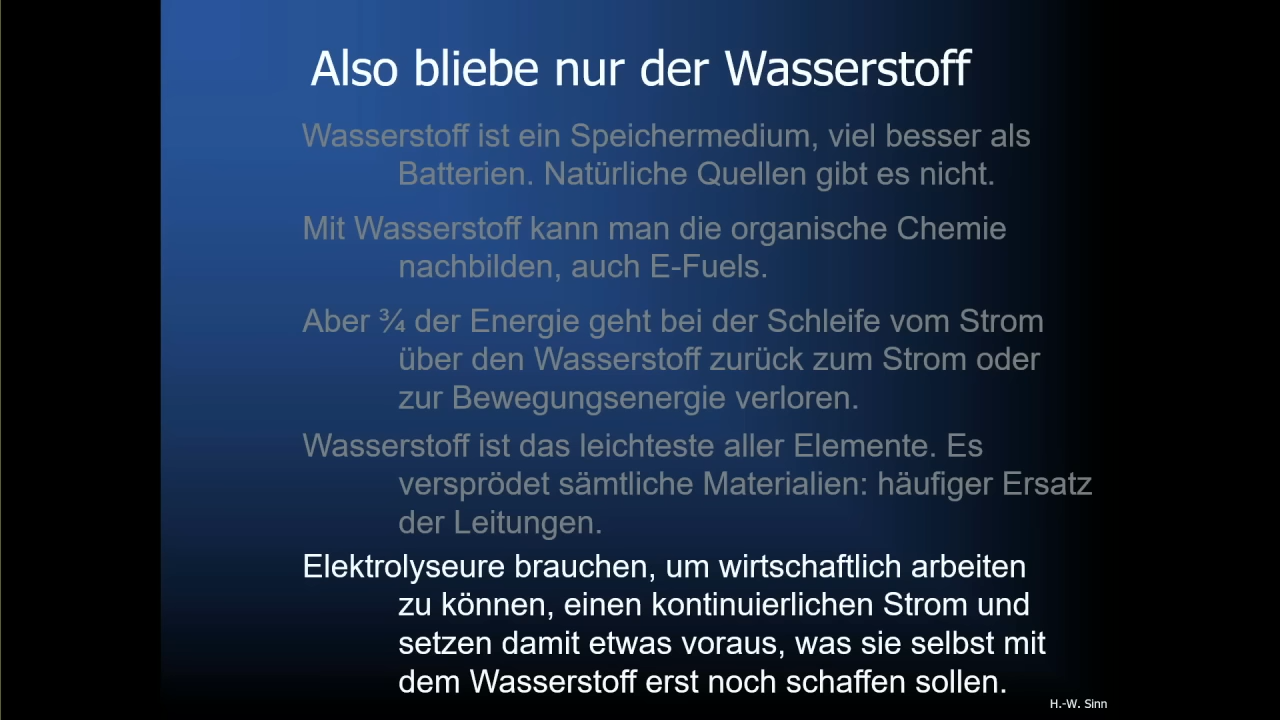 Also bliebe nur der Wasserstoff
Wasserstoff ist ein Speichermedium, viel besser als
Batterien. Natürliche Quellen gibt es nicht.
Mit Wasserstoff kann man die organische Chemie
nachbilden, auch E-Fuels.
Aber ¾ der Energie geht bei der Schleife vom Strom
über den Wasserstoff zurück zum Strom oder
zur Bewegungsenergie verloren.
Wasserstoff ist das leichteste aller Elemente. Es
versprödet sämtliche Materialien: häufiger Ersatz
der Leitungen.
Elektrolyseure brauchen, um wirtschaftlich arbeiten
zu können, einen kontinuierlichen Strom und
setzen damit etwas voraus, was sie selbst mit
dem Wasserstoff erst noch schaffen sollen.
H.-W. Sinn